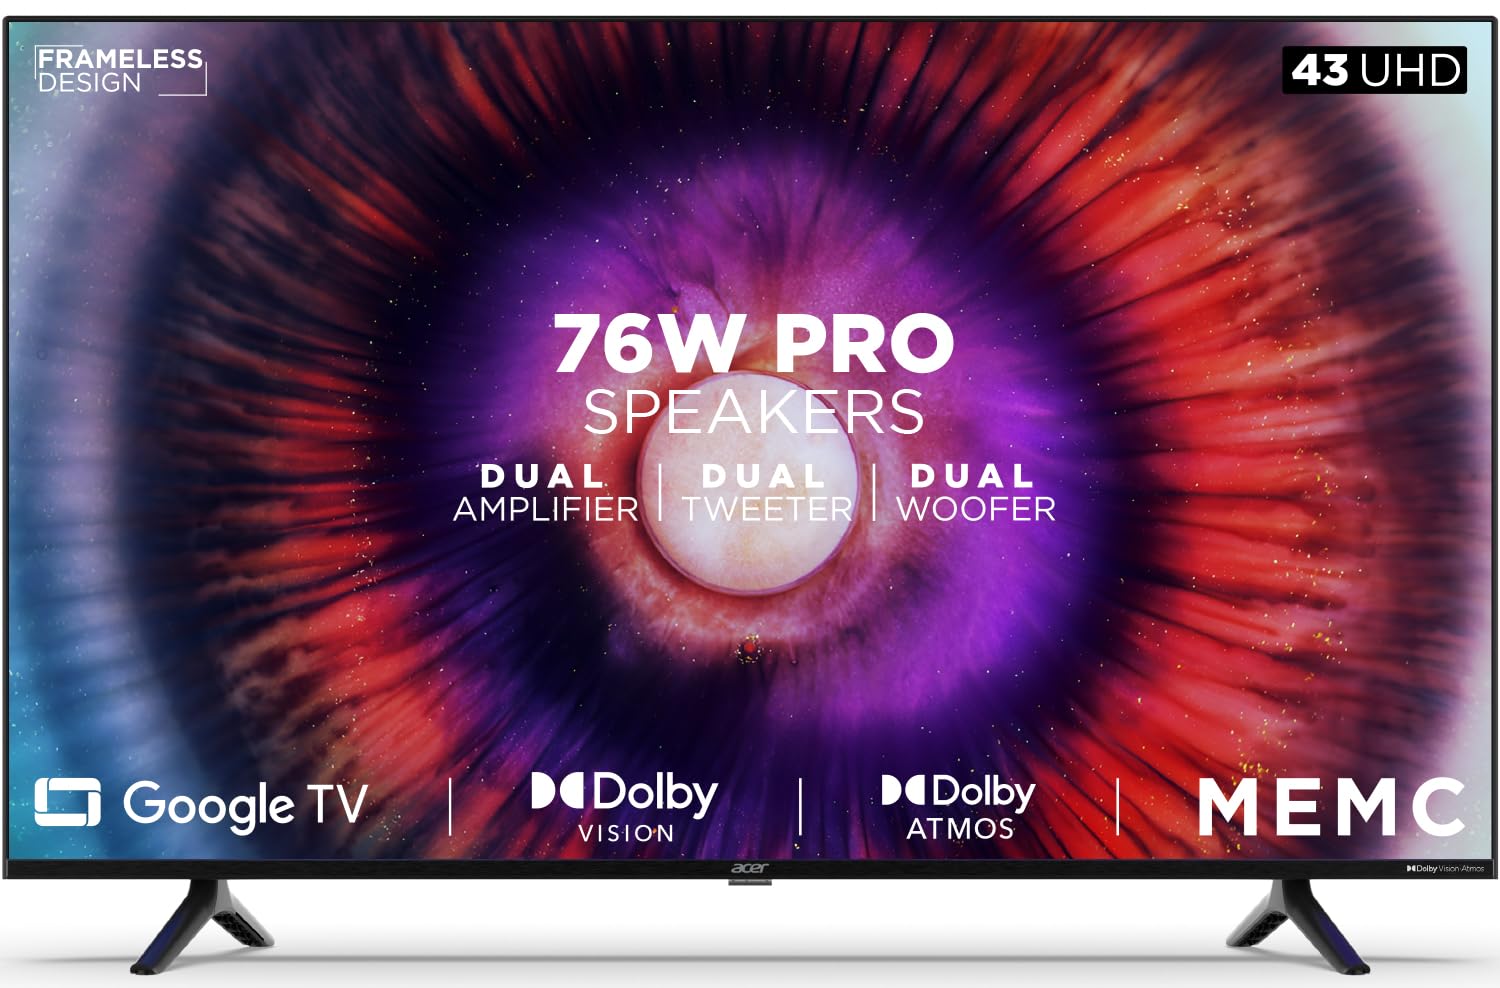 FRAMELESS
DESIGN
43 UHD
76W PRO
SPEAKERS
DUAL
AMPLIFIER
DUAL
TWEETER
DUAL
WOOFER
Google TV
Dolby
VISION
Dolby
ATMOS
MEMC
acer
Dolby Vision·Atmos